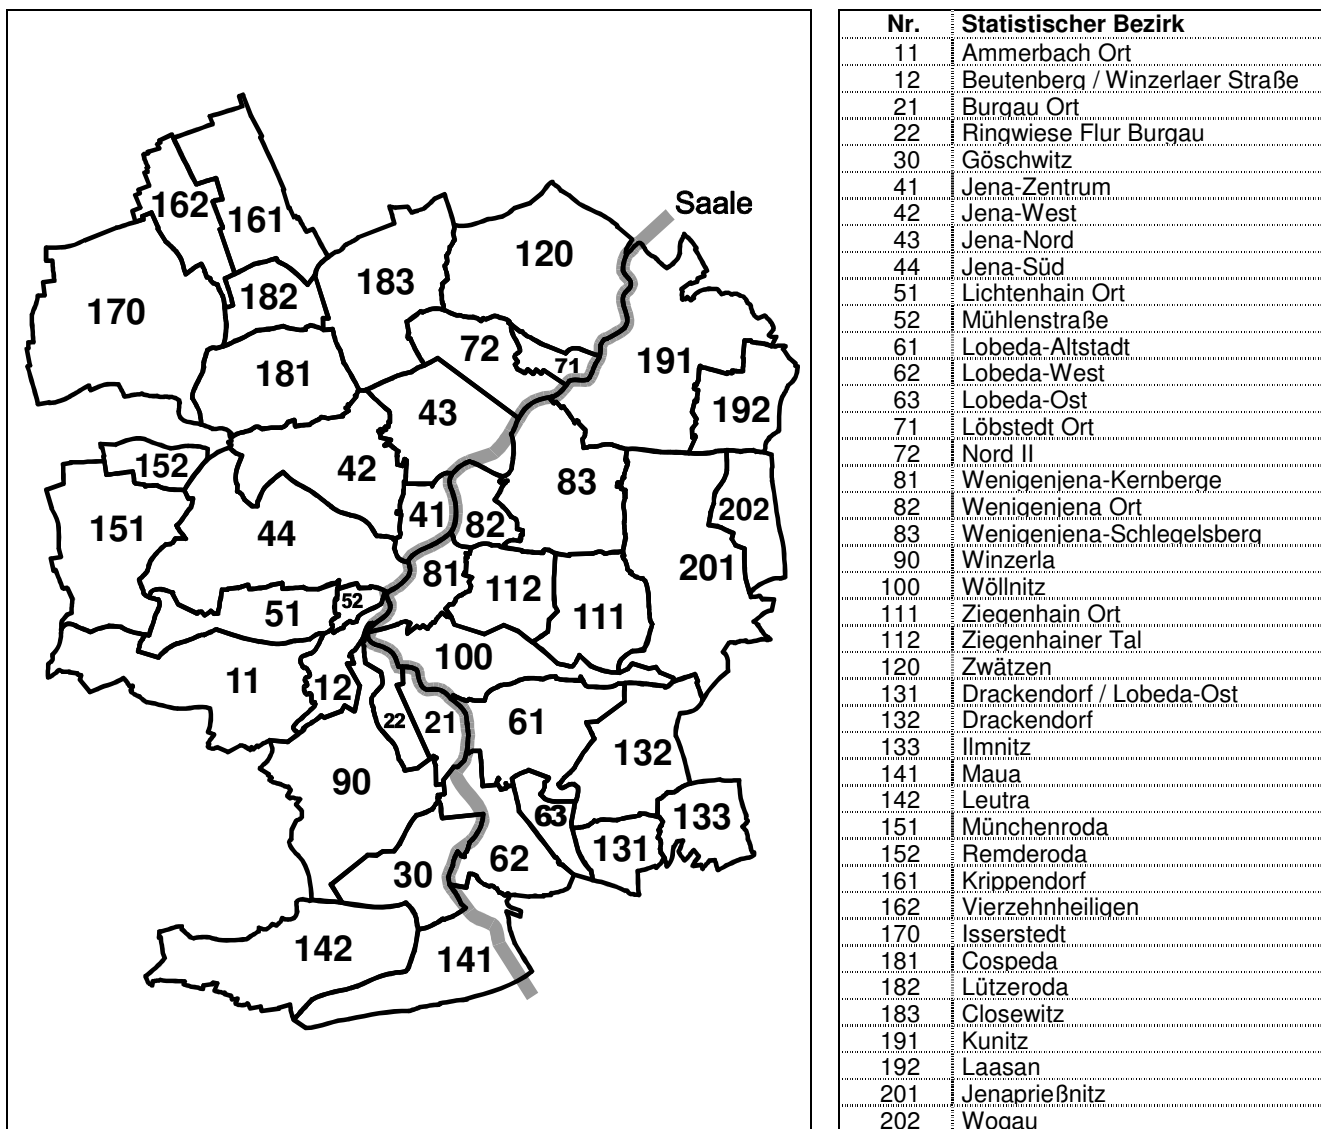 Saale
162
161
120
183
182
170
72
71
191
181
192
43
152
42
83
41
82
202
151
44
81
112
201
51
52
111
100
11
12
22
21
61
132
90
63
133
131
62
30
142
141
Nr. Statistischer Bezirk
11 Ammerbach Ort
12 Beutenberg / Winzerlaer Straße
21 Burgau Ort
22 Ringwiese Flur Burgau
30 Göschwitz
41 Jena-Zentrum
42 Jena-West
43 Jena-Nord
44 Jena-Süd
51 Lichtenhain Ort
52 Mühlenstraße
61 Lobeda-Altstadt
62 Lobeda-West
63 Lobeda-Ost
71 Löbstedt Ort
72 Nord II
81 Wenigenjena-Kernberge
82 Wenigenjena Ort
83 Wenigenjena-Schlegelsberg
90 Winzerla
100 Wöllnitz
111 Ziegenhain Ort
112 Ziegenhainer Tal
120 Zwätzen
131 Drackendorf / Lobeda-Ost
132 Drackendorf
133 Ilmnitz
141 Maua
142 Leutra
151 Münchenroda
152 Remderoda
161 Krippendorf
162 Vierzehnheiligen
170 Isserstedt
181 Cospeda
182 Lützeroda
183 Closewitz
191 Kunitz
192 Laasan
201 Jenaprießnitz
202 Wogau